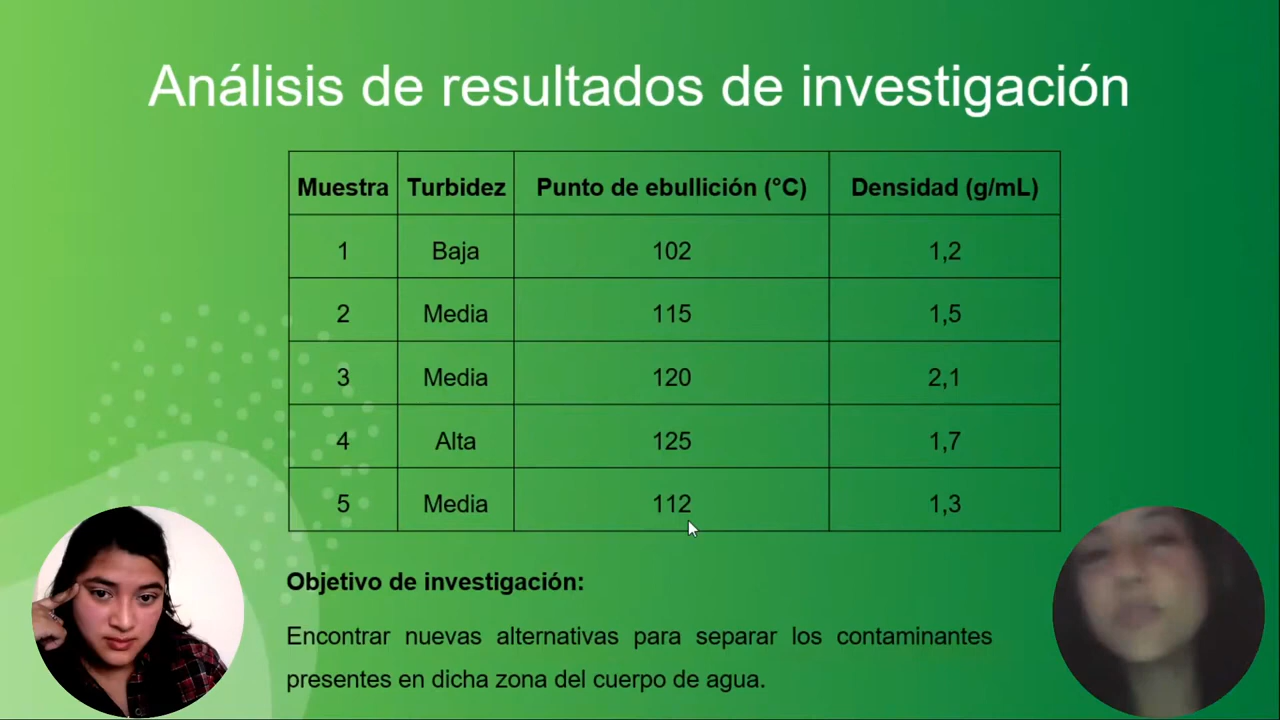 Análisis de resultados de investigación
Muestra Turbidez Punto de ebullición (°C) Densidad (g/mL)
1 Baja 102 1,2
2 Media 115 1,5
3 Media 120 2,1
4 Alta 125 1,7
5 Media 112 1,3
Objetivo de investigación:
Encontrar nuevas alternativas para separar los contaminantes
presentes en dicha zona del cuerpo de agua.